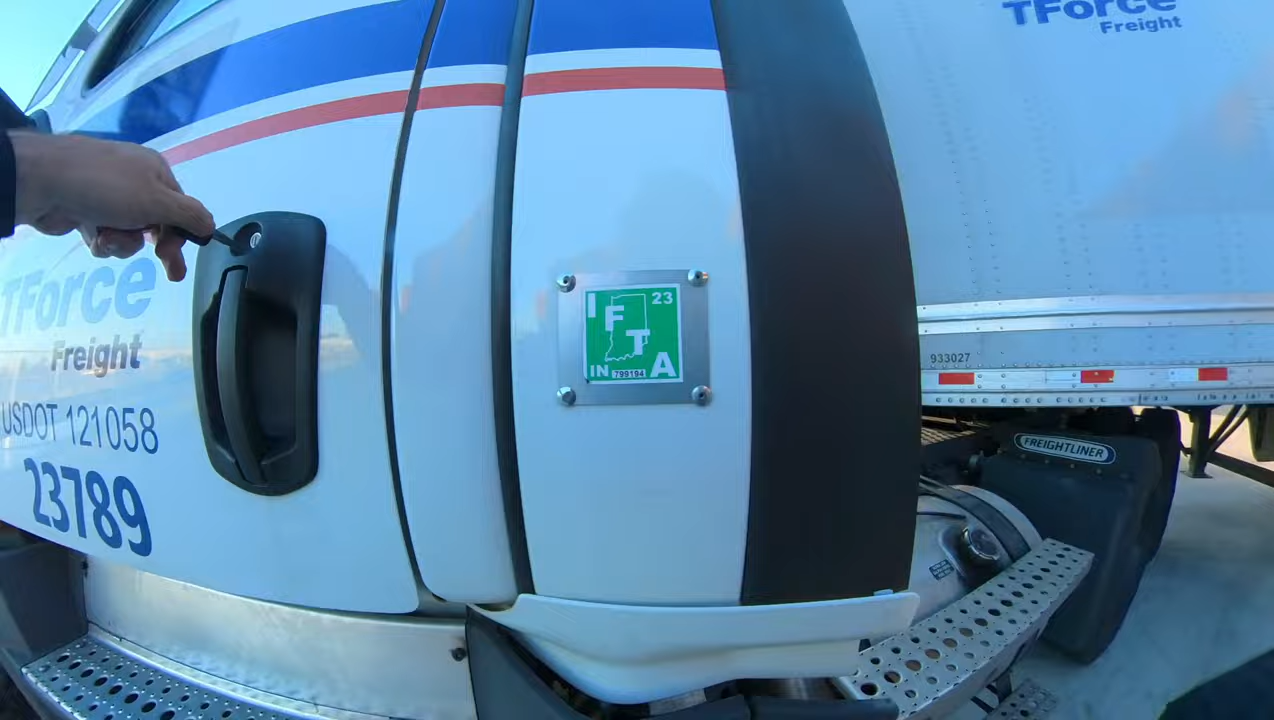 TForce
Freight
TForce
Freight
USDOT 121058
23789
I 23
F
T
IN 799194 A
933027
FREIGHTLINER